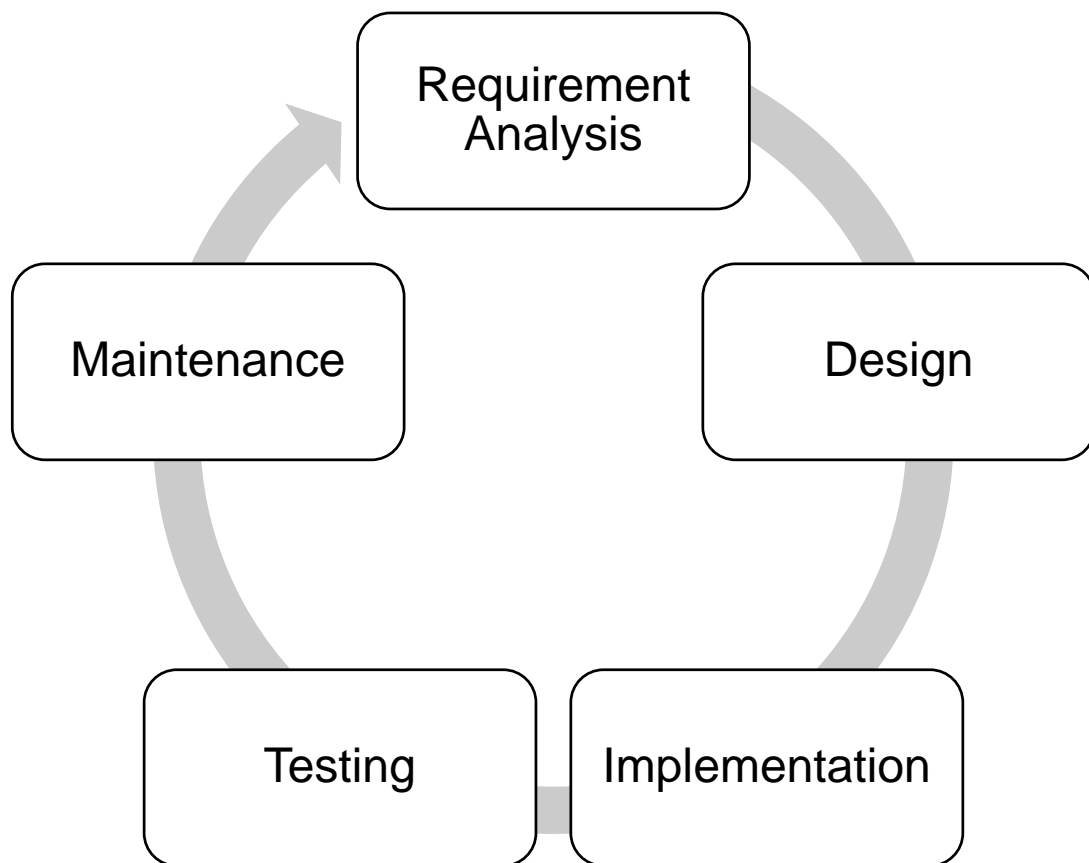 Requirement
Analysis
Design
Implementation
Testing
Maintenance